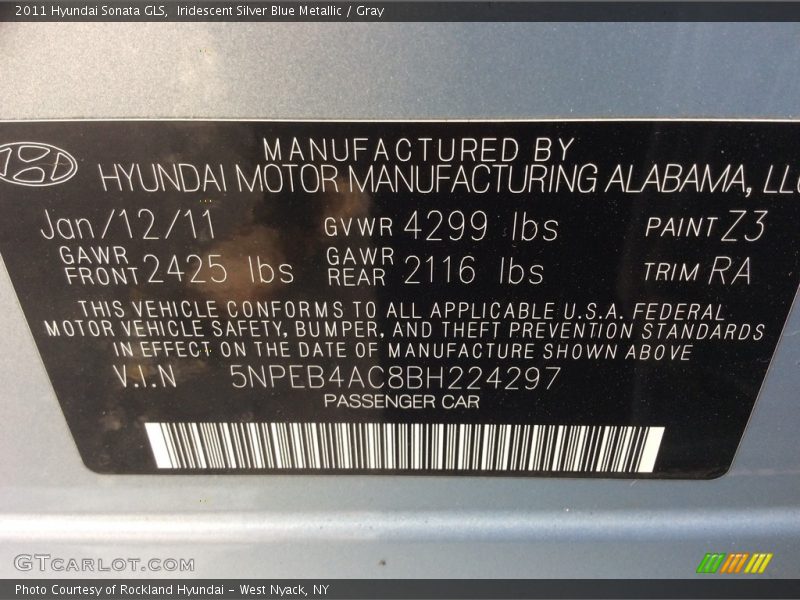 2011 Hyundai Sonata GLS,  Iridescent Silver Blue Metallic / Gray
MANUFACTURED BY
HYUNDAI MOTOR MANUFACTURING ALABAMA, LLC
Jan/12/11 GVWR 4299 lbs PAINT Z3
GAWR FRONT 2425 lbs GAWR REAR 2116 lbs TRIM RA
THIS VEHICLE CONFORMS TO ALL APPLICABLE U.S.A. FEDERAL
MOTOR VEHICLE SAFETY, BUMPER, AND THEFT PREVENTION STANDARDS
IN EFFECT ON THE DATE OF MANUFACTURE SHOWN ABOVE
V.I.N 5NPEB4AC8BH224297
PASSENGER CAR
GTCARLOT.COM
Photo Courtesy of Rockland Hyundai - West Nyack, NY